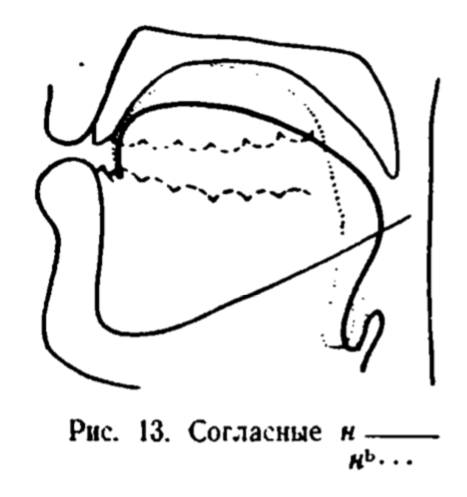 Рис. 13. Согласные н ———
нь...